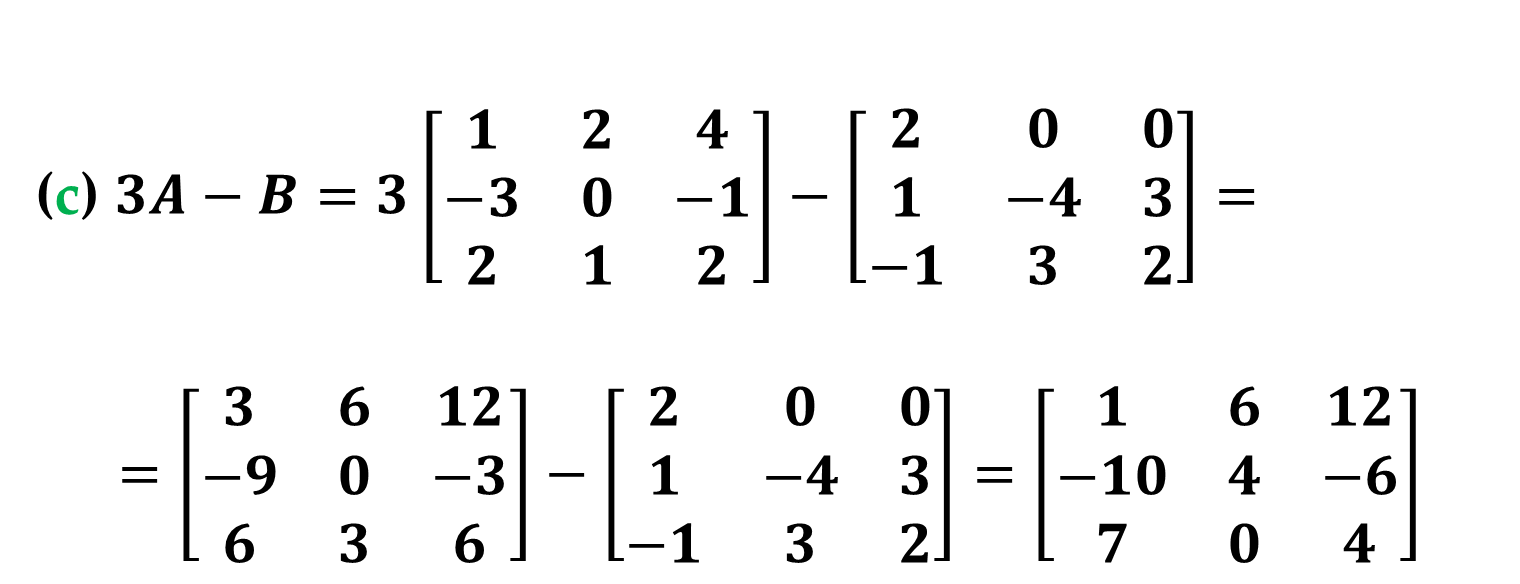 (c) 3A − B = 3 [1 2 4; −3 0 −1; 2 1 2] − [2 0 0; 1 −4 3; −1 3 2] =
= [3 6 12; −9 0 −3; 6 3 6] − [2 0 0; 1 −4 3; −1 3 2] = [1 6 12; −10 4 −6; 7 0 4]